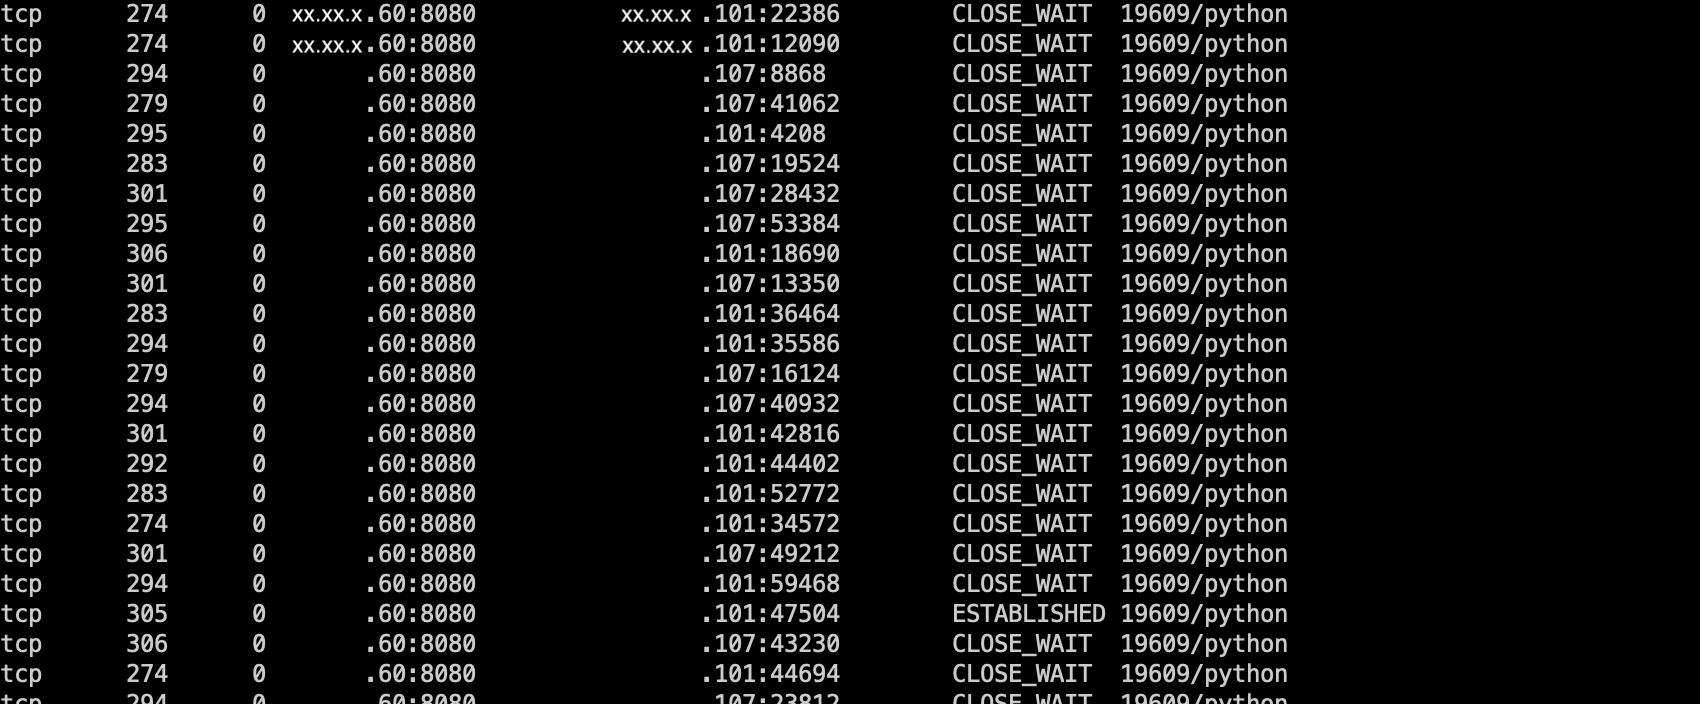 tcp 274 0 xx.xx.x.60:8080 xx.xx.x.101:22386 CLOSE_WAIT 19609/python
tcp 274 0 xx.xx.x.60:8080 xx.xx.x.101:12090 CLOSE_WAIT 19609/python
tcp 294 0 .60:8080 .107:8868 CLOSE_WAIT 19609/python
tcp 279 0 .60:8080 .107:41062 CLOSE_WAIT 19609/python
tcp 295 0 .60:8080 .101:4208 CLOSE_WAIT 19609/python
tcp 283 0 .60:8080 .107:19524 CLOSE_WAIT 19609/python
tcp 301 0 .60:8080 .107:28432 CLOSE_WAIT 19609/python
tcp 295 0 .60:8080 .107:53384 CLOSE_WAIT 19609/python
tcp 306 0 .60:8080 .101:18690 CLOSE_WAIT 19609/python
tcp 301 0 .60:8080 .107:13350 CLOSE_WAIT 19609/python
tcp 283 0 .60:8080 .101:36464 CLOSE_WAIT 19609/python
tcp 294 0 .60:8080 .101:35586 CLOSE_WAIT 19609/python
tcp 279 0 .60:8080 .107:16124 CLOSE_WAIT 19609/python
tcp 294 0 .60:8080 .107:40932 CLOSE_WAIT 19609/python
tcp 301 0 .60:8080 .101:42816 CLOSE_WAIT 19609/python
tcp 292 0 .60:8080 .101:44402 CLOSE_WAIT 19609/python
tcp 283 0 .60:8080 .101:52772 CLOSE_WAIT 19609/python
tcp 274 0 .60:8080 .101:34572 CLOSE_WAIT 19609/python
tcp 301 0 .60:8080 .107:49212 CLOSE_WAIT 19609/python
tcp 294 0 .60:8080 .101:59468 CLOSE_WAIT 19609/python
tcp 305 0 .60:8080 .101:47504 ESTABLISHED 19609/python
tcp 306 0 .60:8080 .107:43230 CLOSE_WAIT 19609/python
tcp 274 0 .60:8080 .101:44694 CLOSE_WAIT 19609/python
tcp 294 0 .60:8080 .107:23812 CLOSE_WAIT 19609/python